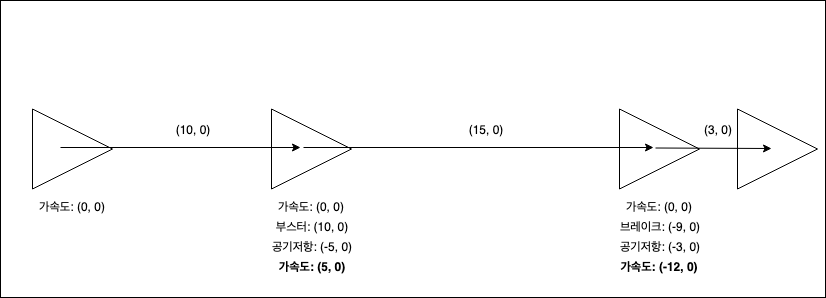 (10, 0)
(15, 0)
(3, 0)
가속도: (0, 0)
가속도: (0, 0)
부스터: (10, 0)
공기저항: (-5, 0)
가속도: (5, 0)
가속도: (0, 0)
브레이크: (-9, 0)
공기저항: (-3, 0)
가속도: (-12, 0)